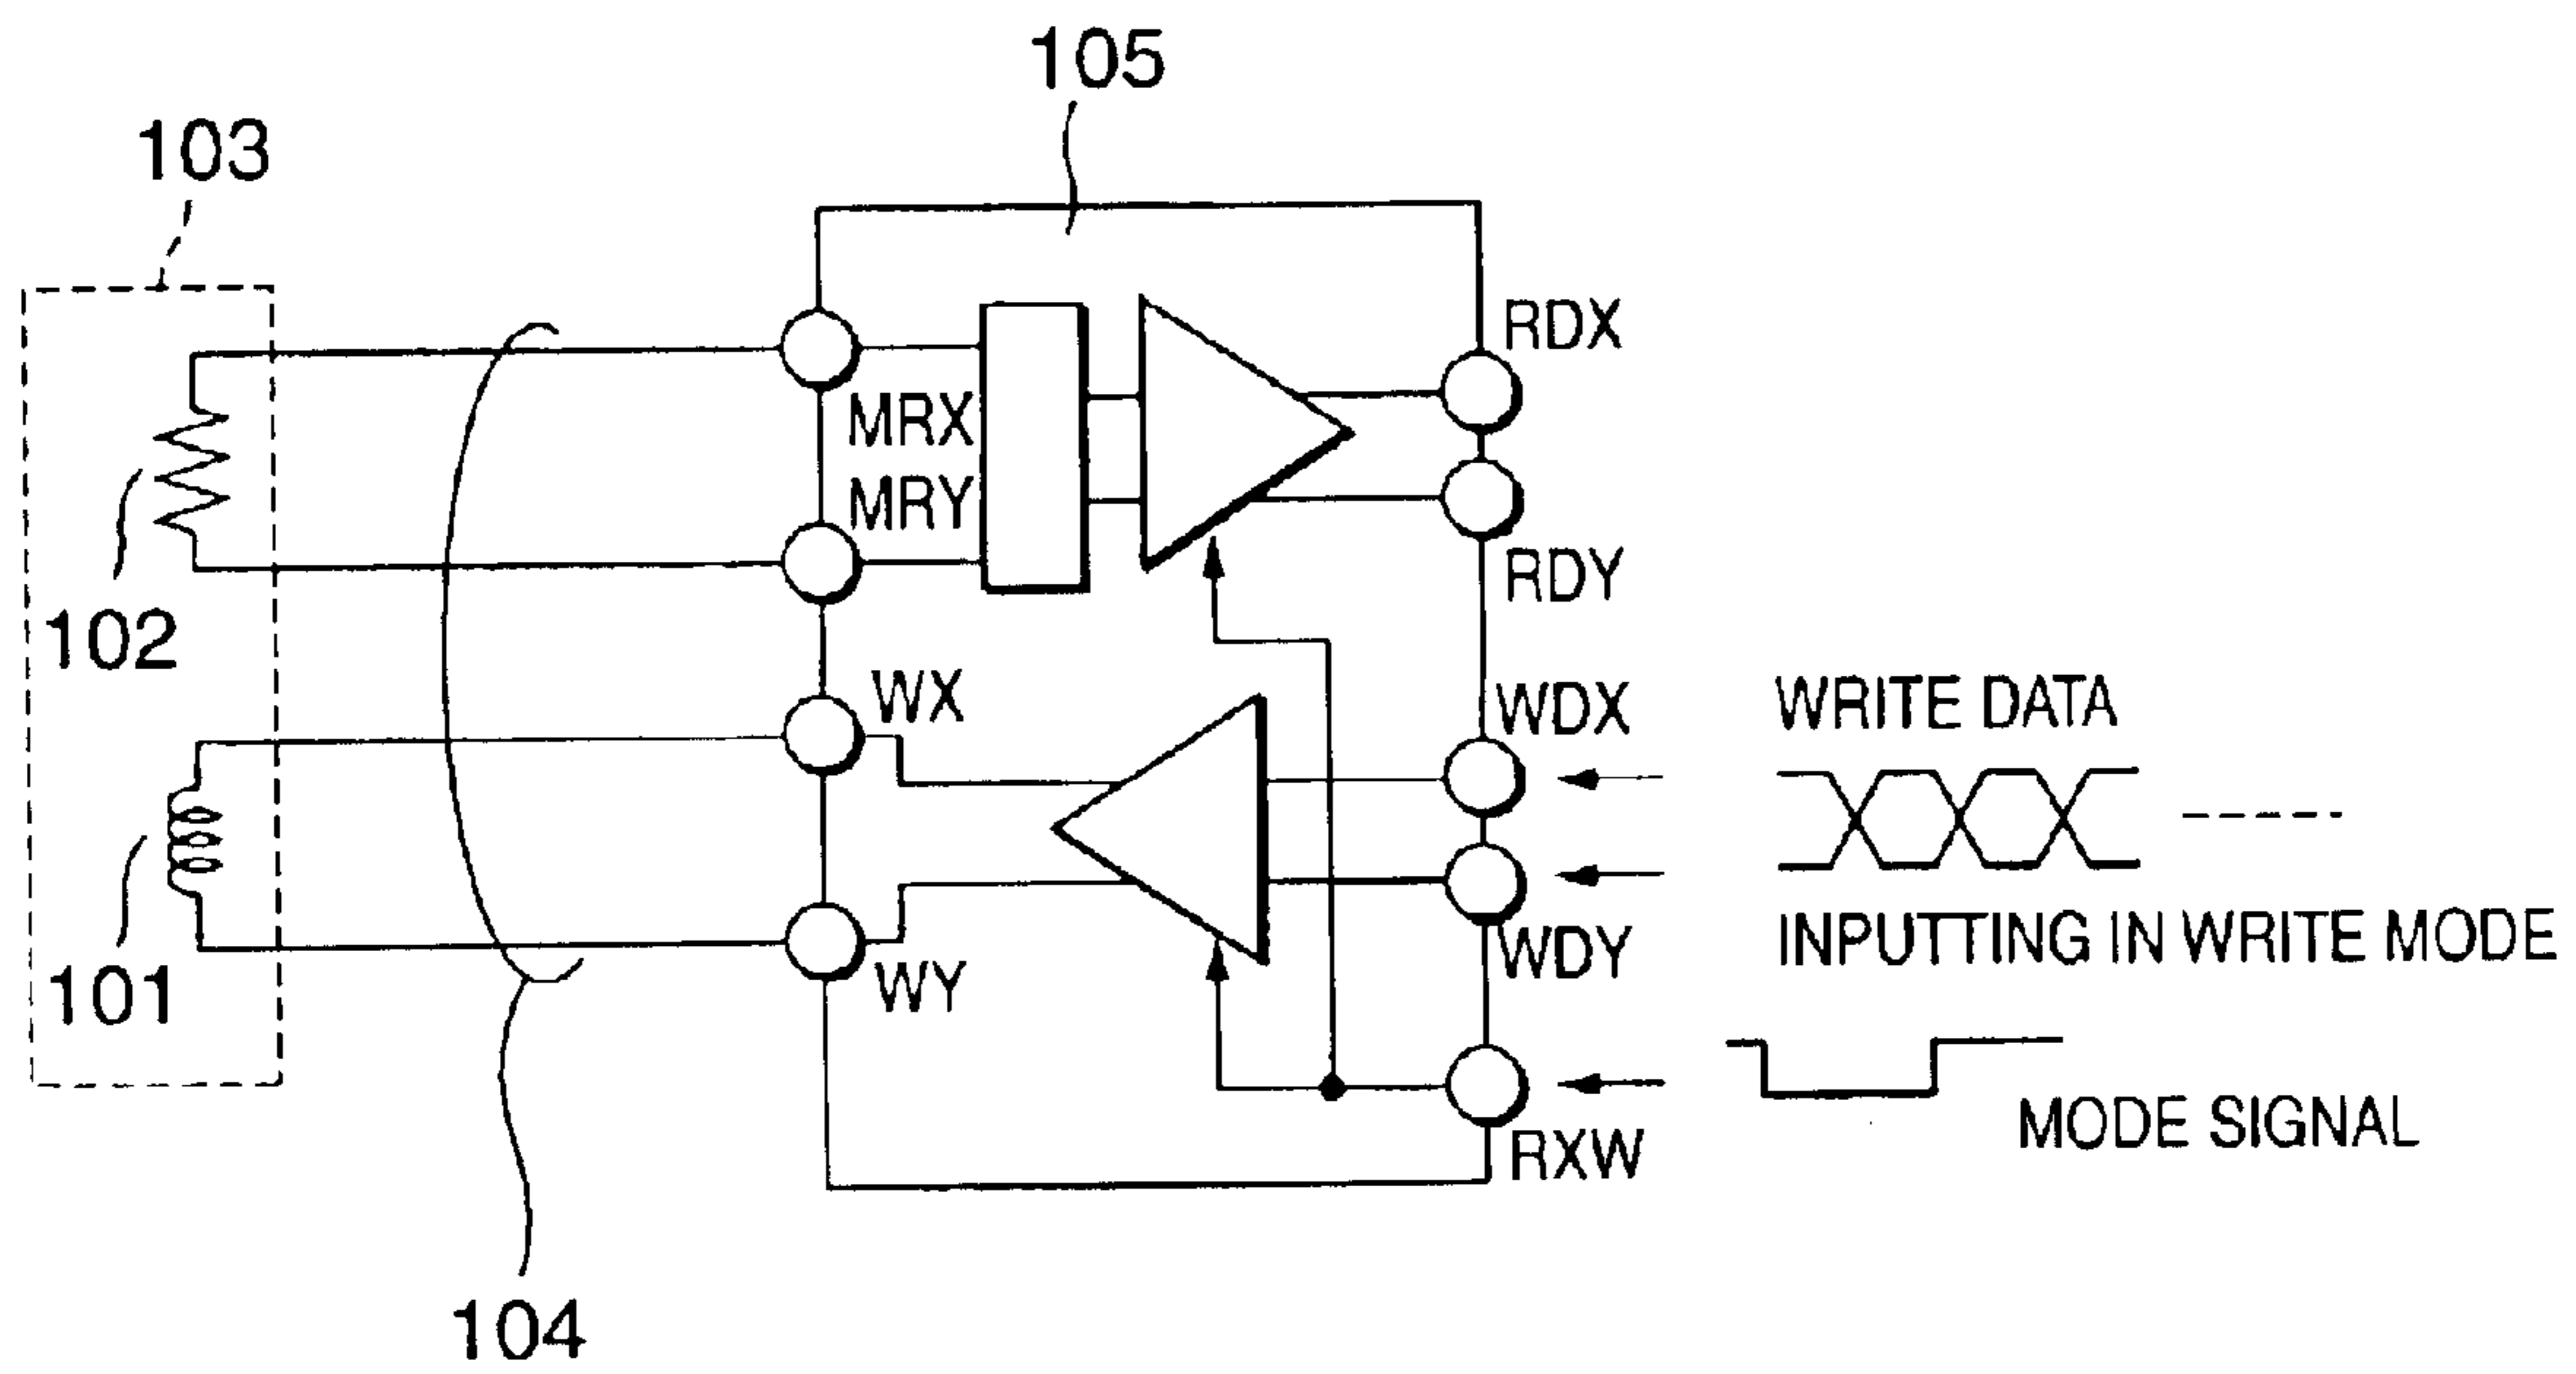 105
103
RDX
MRX
MRY
RDY
102
WX
WDX
WRITE DATA
101
WY
WDY
INPUTTING IN WRITE MODE
RXW
MODE SIGNAL
104